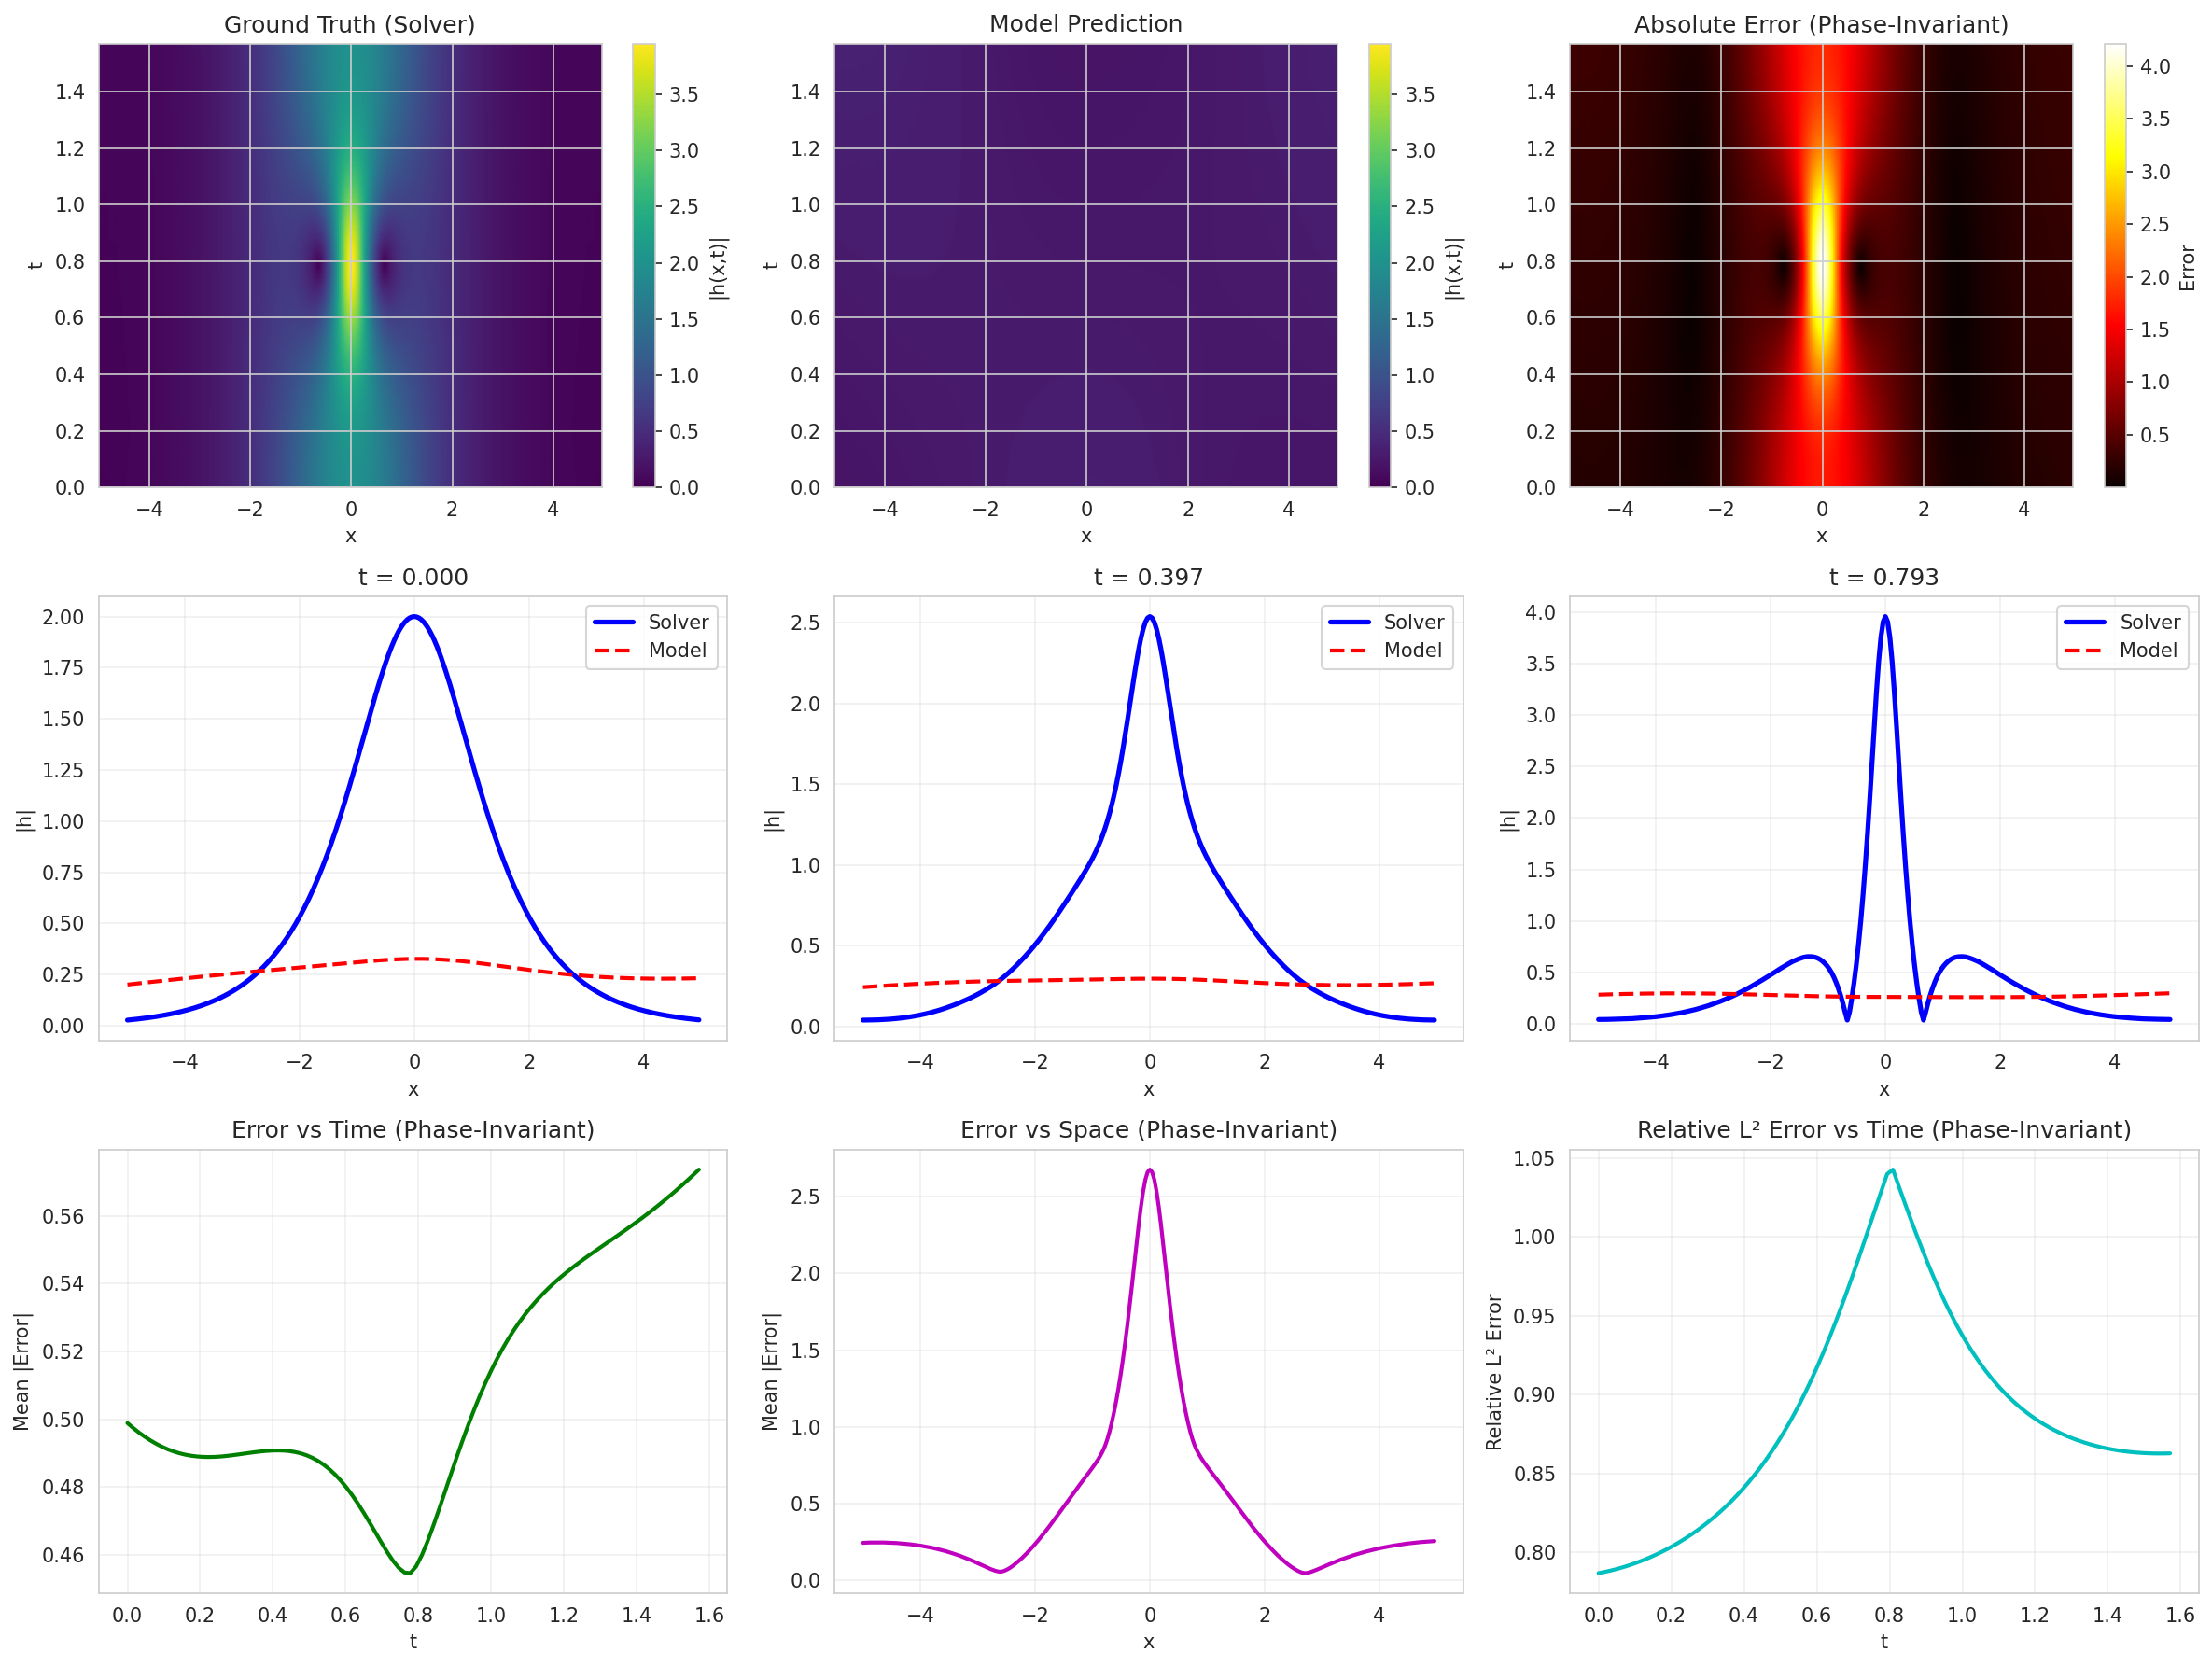 Ground Truth (Solver)
1.4
1.2
1.0
0.8
0.6
0.4
0.2
0.0
t
−4 −2 0 2 4
x
3.5
3.0
2.5
2.0
1.5
1.0
0.5
0.0
|h(x,t)|
Model Prediction
1.4
1.2
1.0
0.8
0.6
0.4
0.2
0.0
t
−4 −2 0 2 4
x
3.5
3.0
2.5
2.0
1.5
1.0
0.5
0.0
|h(x,t)|
Absolute Error (Phase-Invariant)
1.4
1.2
1.0
0.8
0.6
0.4
0.2
0.0
t
−4 −2 0 2 4
x
4.0
3.5
3.0
2.5
2.0
1.5
1.0
0.5
Error
t = 0.000
2.00
1.75
1.50
1.25
1.00
0.75
0.50
0.25
0.00
|h|
Solver
Model
−4 −2 0 2 4
x
t = 0.397
2.5
2.0
1.5
1.0
0.5
0.0
|h|
Solver
Model
−4 −2 0 2 4
x
t = 0.793
4.0
3.5
3.0
2.5
2.0
1.5
1.0
0.5
0.0
|h|
Solver
Model
−4 −2 0 2 4
x
Error vs Time (Phase-Invariant)
0.56
0.54
0.52
0.50
0.48
0.46
Mean |Error|
0.0 0.2 0.4 0.6 0.8 1.0 1.2 1.4 1.6
t
Error vs Space (Phase-Invariant)
2.5
2.0
1.5
1.0
0.5
0.0
Mean |Error|
−4 −2 0 2 4
x
Relative L² Error vs Time (Phase-Invariant)
1.05
1.00
0.95
0.90
0.85
0.80
Relative L² Error
0.0 0.2 0.4 0.6 0.8 1.0 1.2 1.4 1.6
t